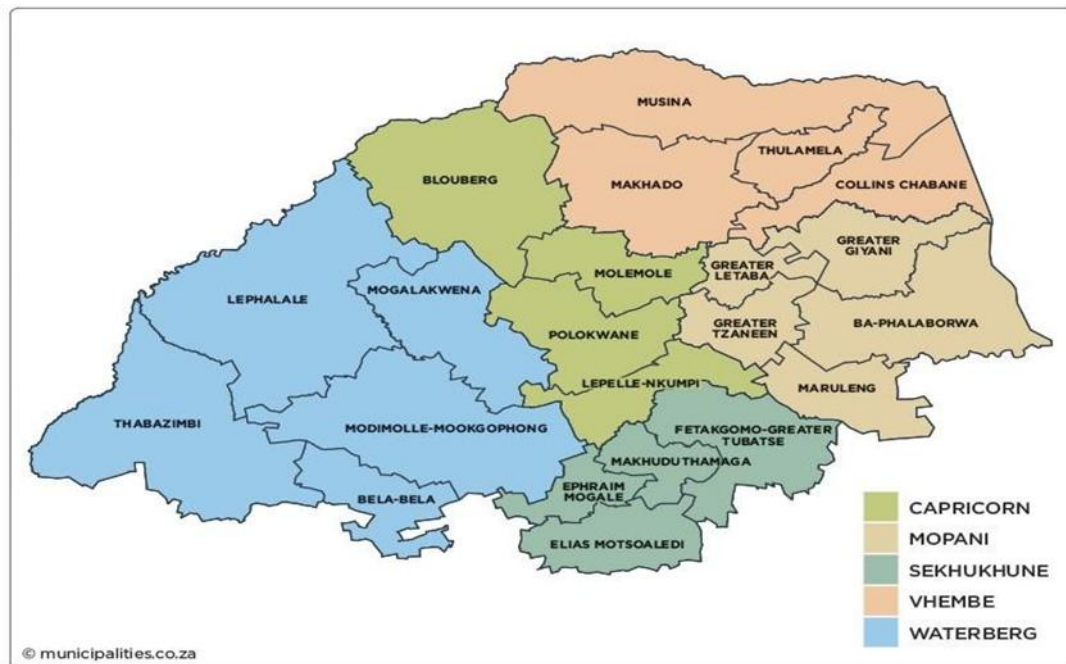 MUSINA
THULAMELA
BLOUBERG
MAKHADO
COLLINS CHABANE
GREATER
GIYANI
MOLEMOLE
GREATER
LETABA
LEPHALALE
MOGALAKWENA
POLOKWANE
GREATER
TZANEEN
BA-PHALABORWA
LEPELLE-NKUMPI
MARULENG
THABAZIMBI
MODIMOLLE-MOOKGOPHONG
FETAKGOMO-GREATER
TUBATSE
MAKHUDUTHAMAGA
EPHRAIM
MOGALE
BELA-BELA
ELIAS MOTSOALEDI
CAPRICORN
MOPANI
SEKHUKHUNE
VHEMBE
WATERBERG
© municipalities.co.za